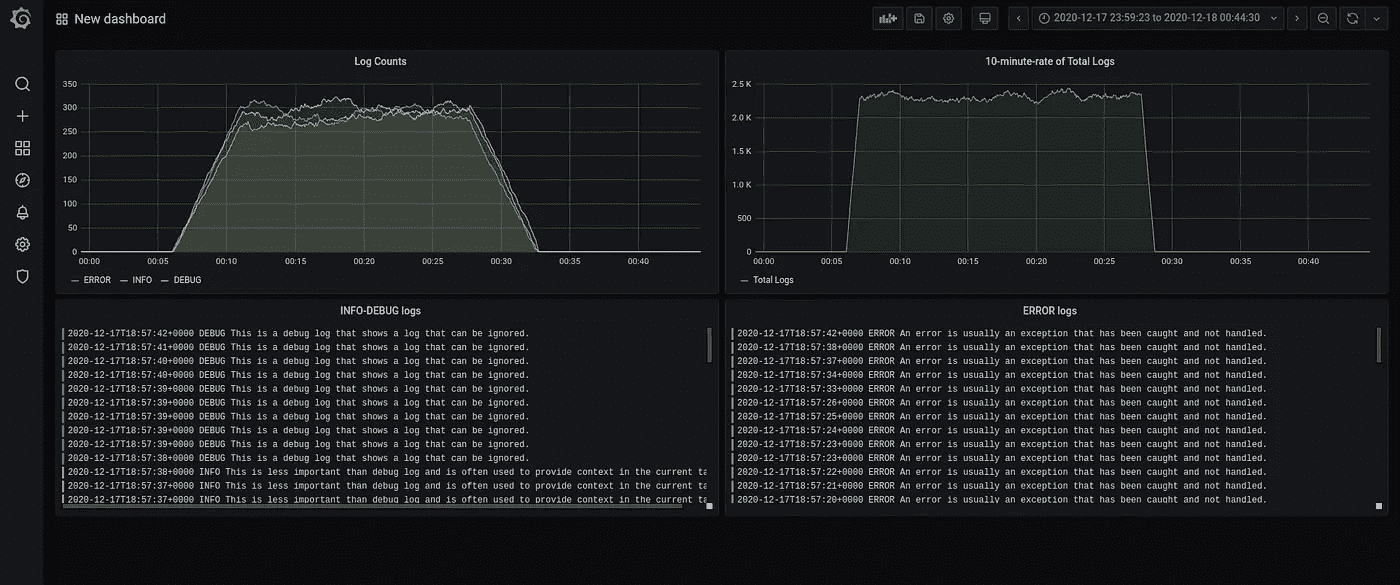 New dashboard
2020-12-17 23:59:23 to 2020-12-18 00:44:30
Log Counts
350
300
250
200
150
100
50
0
00:00 00:05 00:10 00:15 00:20 00:25 00:30 00:35 00:40
ERROR INFO DEBUG
10-minute-rate of Total Logs
2.5 K
2.0 K
1.5 K
1.0 K
500
0
00:00 00:05 00:10 00:15 00:20 00:25 00:30 00:35 00:40
Total Logs
INFO-DEBUG logs
2020-12-17T18:57:42+0000 DEBUG This is a debug log that shows a log that can be ignored.
2020-12-17T18:57:41+0000 DEBUG This is a debug log that shows a log that can be ignored.
2020-12-17T18:57:40+0000 DEBUG This is a debug log that shows a log that can be ignored.
2020-12-17T18:57:40+0000 DEBUG This is a debug log that shows a log that can be ignored.
2020-12-17T18:57:39+0000 DEBUG This is a debug log that shows a log that can be ignored.
2020-12-17T18:57:39+0000 DEBUG This is a debug log that shows a log that can be ignored.
2020-12-17T18:57:39+0000 DEBUG This is a debug log that shows a log that can be ignored.
2020-12-17T18:57:39+0000 DEBUG This is a debug log that shows a log that can be ignored.
2020-12-17T18:57:39+0000 DEBUG This is a debug log that shows a log that can be ignored.
2020-12-17T18:57:38+0000 DEBUG This is a debug log that shows a log that can be ignored.
2020-12-17T18:57:38+0000 INFO This is less important than debug log and is often used to provide context in the current ta
2020-12-17T18:57:37+0000 INFO This is less important than debug log and is often used to provide context in the current ta
2020-12-17T18:57:37+0000 INFO This is less important than debug log and is often used to provide context in the current ta
ERROR logs
2020-12-17T18:57:42+0000 ERROR An error is usually an exception that has been caught and not handled.
2020-12-17T18:57:38+0000 ERROR An error is usually an exception that has been caught and not handled.
2020-12-17T18:57:37+0000 ERROR An error is usually an exception that has been caught and not handled.
2020-12-17T18:57:34+0000 ERROR An error is usually an exception that has been caught and not handled.
2020-12-17T18:57:33+0000 ERROR An error is usually an exception that has been caught and not handled.
2020-12-17T18:57:26+0000 ERROR An error is usually an exception that has been caught and not handled.
2020-12-17T18:57:25+0000 ERROR An error is usually an exception that has been caught and not handled.
2020-12-17T18:57:24+0000 ERROR An error is usually an exception that has been caught and not handled.
2020-12-17T18:57:23+0000 ERROR An error is usually an exception that has been caught and not handled.
2020-12-17T18:57:23+0000 ERROR An error is usually an exception that has been caught and not handled.
2020-12-17T18:57:22+0000 ERROR An error is usually an exception that has been caught and not handled.
2020-12-17T18:57:21+0000 ERROR An error is usually an exception that has been caught and not handled.
2020-12-17T18:57:20+0000 ERROR An error is usually an exception that has been caught and not handled.